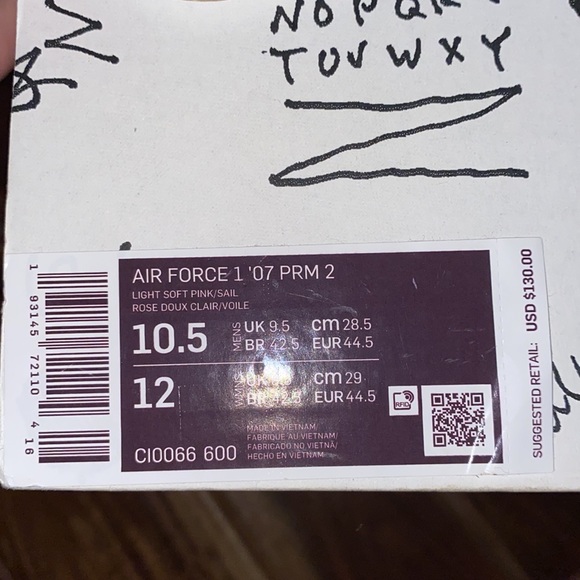 NOPQR
TUVWXY
Z
AIR FORCE 1 '07 PRM 2
LIGHT SOFT PINK/SAIL
ROSE DOUX CLAIR/VOILE
10.5 MENS UK 9.5 cm 28.5
BR 42.5 EUR 44.5
12 cm 29
BR EUR 44.5
RFID
MADE IN VIETNAM/
FABRIQUE AU VIETNAM/
FABRICADO NO VIETNÃ/
HECHO EN VIETNAM
CI0066 600
1 93145 72110 4 16
SUGGESTED RETAIL: USD $130.00